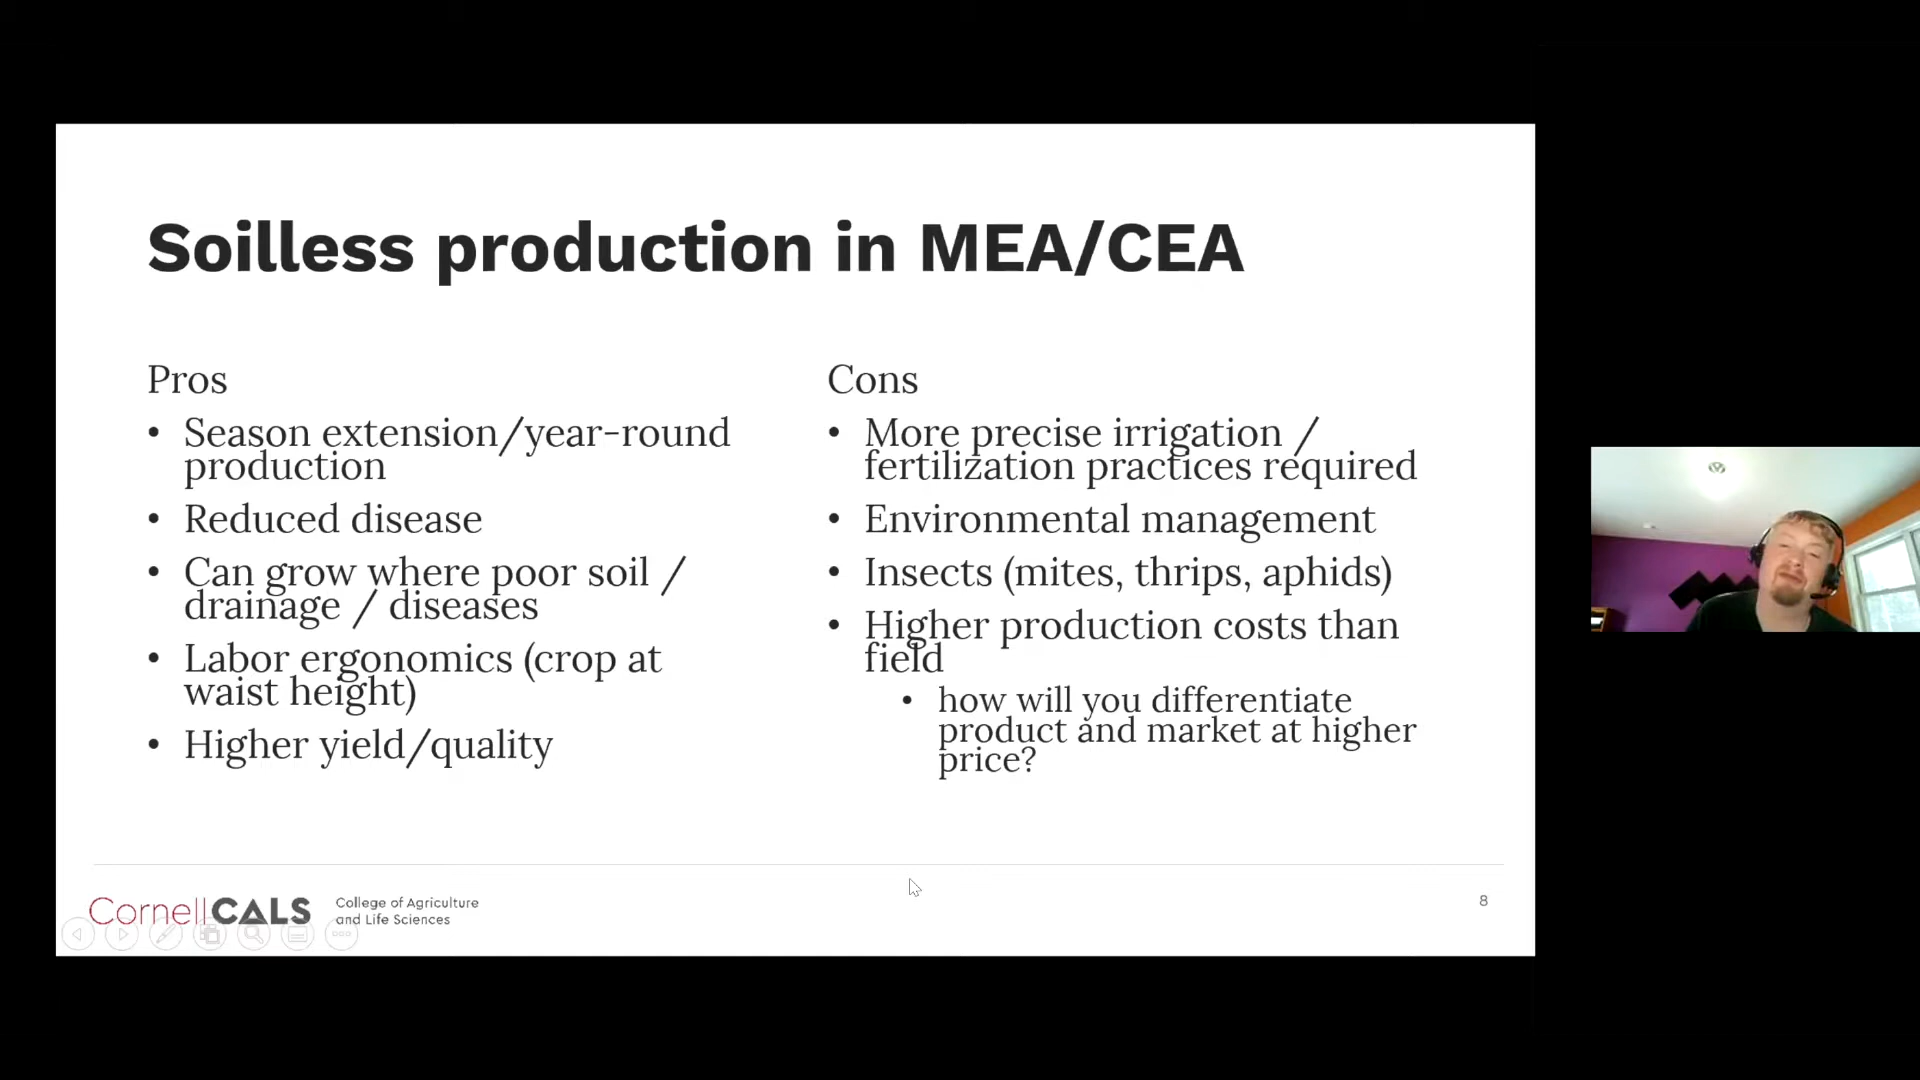 Soilless production in MEA/CEA
Pros
• Season extension/year-round
production
• Reduced disease
• Can grow where poor soil /
drainage / diseases
• Labor ergonomics (crop at
waist height)
• Higher yield/quality
Cons
• More precise irrigation /
fertilization practices required
• Environmental management
• Insects (mites, thrips, aphids)
• Higher production costs than
field
• how will you differentiate
product and market at higher
price?
CornellCALS
College of Agriculture
and Life Sciences
8